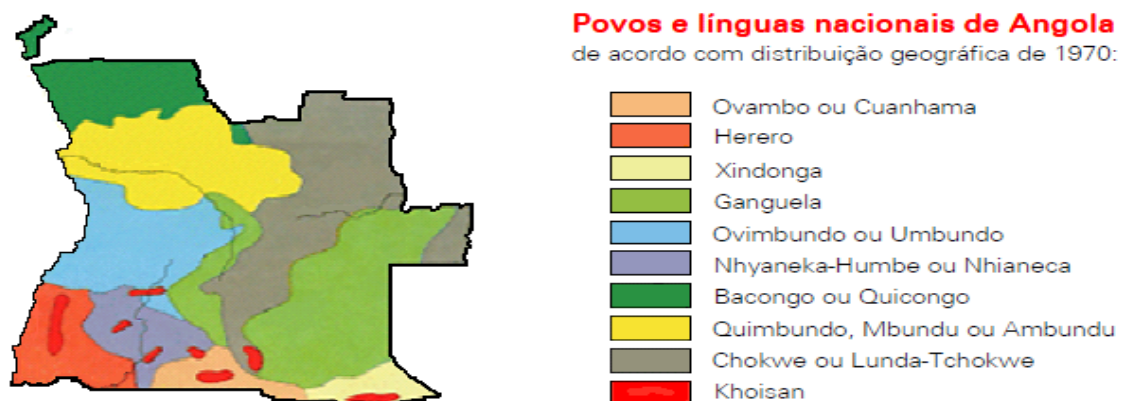 Povos e línguas nacionais de Angola
de acordo com distribuição geográfica de 1970:
Ovambo ou Cuanhama
Herero
Xindonga
Ganguela
Ovimbundo ou Umbundo
Nhyaneka-Humbe ou Nhianeca
Bacongo ou Quicongo
Quimbundo, Mbundu ou Ambundu
Chokwe ou Lunda-Tchokwe
Khoisan